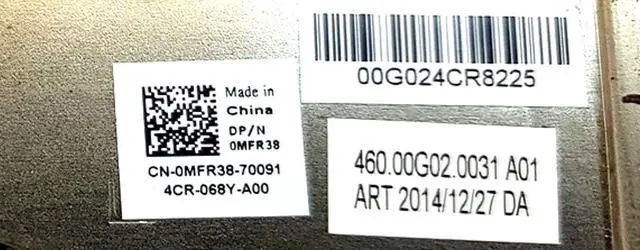 00G024CR8225
Made in
China
DP/N
0MFR38
CN-0MFR38-70091
4CR-068Y-A00
460.00G02.0031 A01
ART 2014/12/27 DA